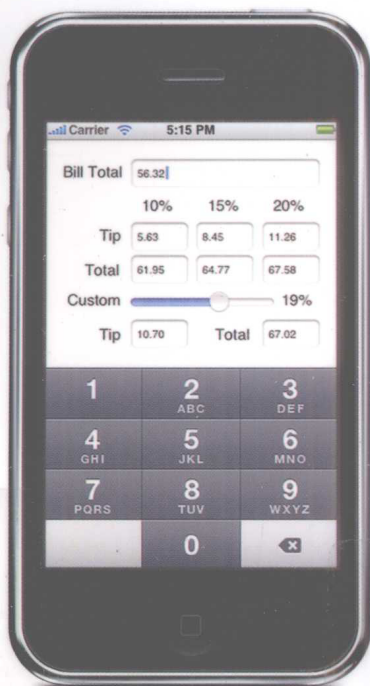 Carrier 5:15 PM
Bill Total 56.32
10% 15% 20%
Tip 5.63 8.45 11.26
Total 61.95 64.77 67.58
Custom 19%
Tip 10.70 Total 67.02
1 2 3
ABC DEF
4 5 6
GHI JKL MNO
7 8 9
PQRS TUV WXYZ
0